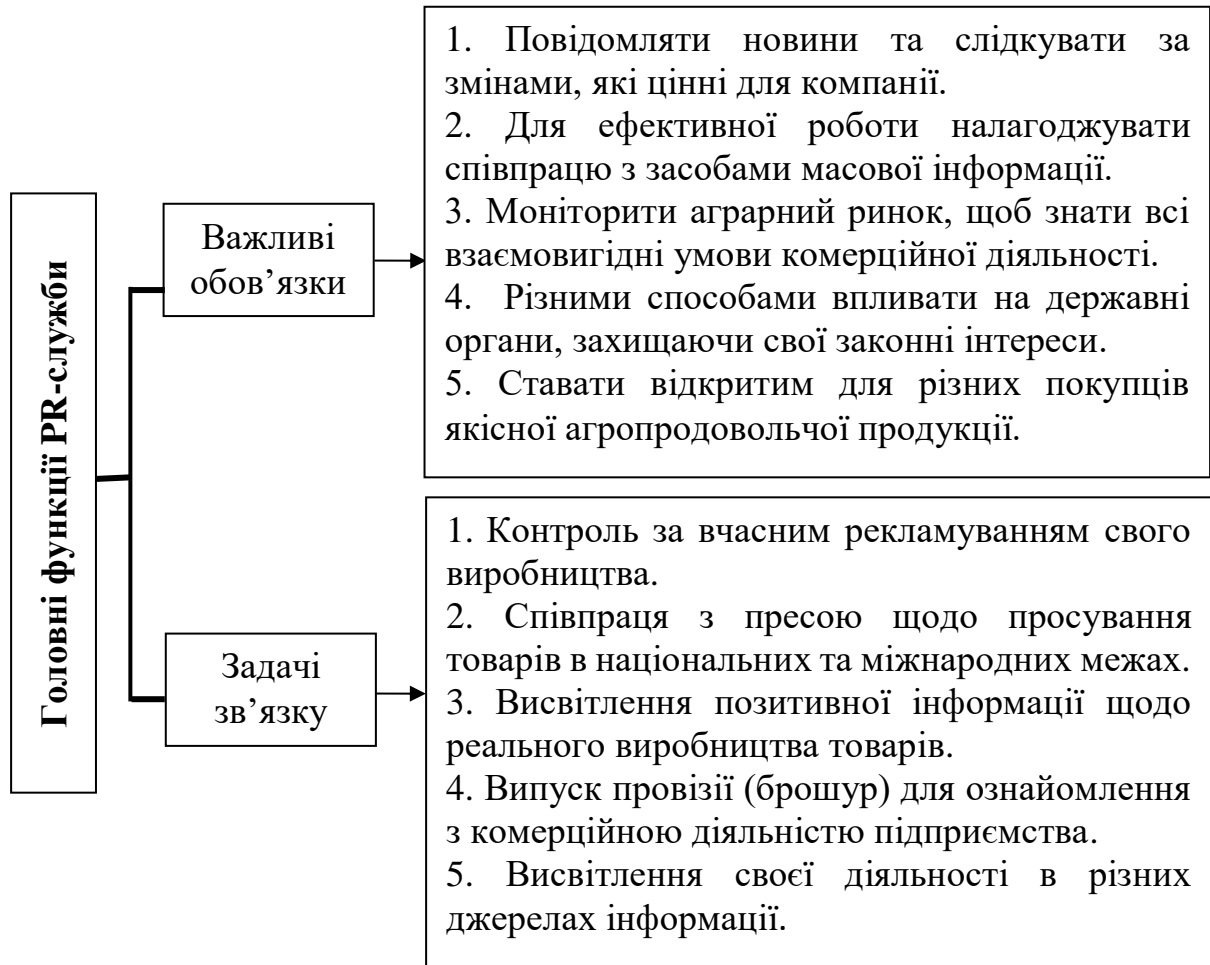 Головні функції PR-служби
Важливі
обов’язки
1. Повідомляти новини та слідкувати за
змінами, які цінні для компанії.
2. Для ефективної роботи налагоджувати
співпрацю з засобами масової інформації.
3. Моніторити аграрний ринок, щоб знати всі
взаємовигідні умови комерційної діяльності.
4. Різними способами впливати на державні
органи, захищаючи свої законні інтереси.
5. Ставати відкритим для різних покупців
якісної агропродовольчої продукції.
Задачі
зв’язку
1. Контроль за вчасним рекламуванням свого
виробництва.
2. Співпраця з пресою щодо просування
товарів в національних та міжнародних межах.
3. Висвітлення позитивної інформації щодо
реального виробництва товарів.
4. Випуск провізії (брошур) для ознайомлення
з комерційною діяльністю підприємства.
5. Висвітлення своєї діяльності в різних
джерелах інформації.